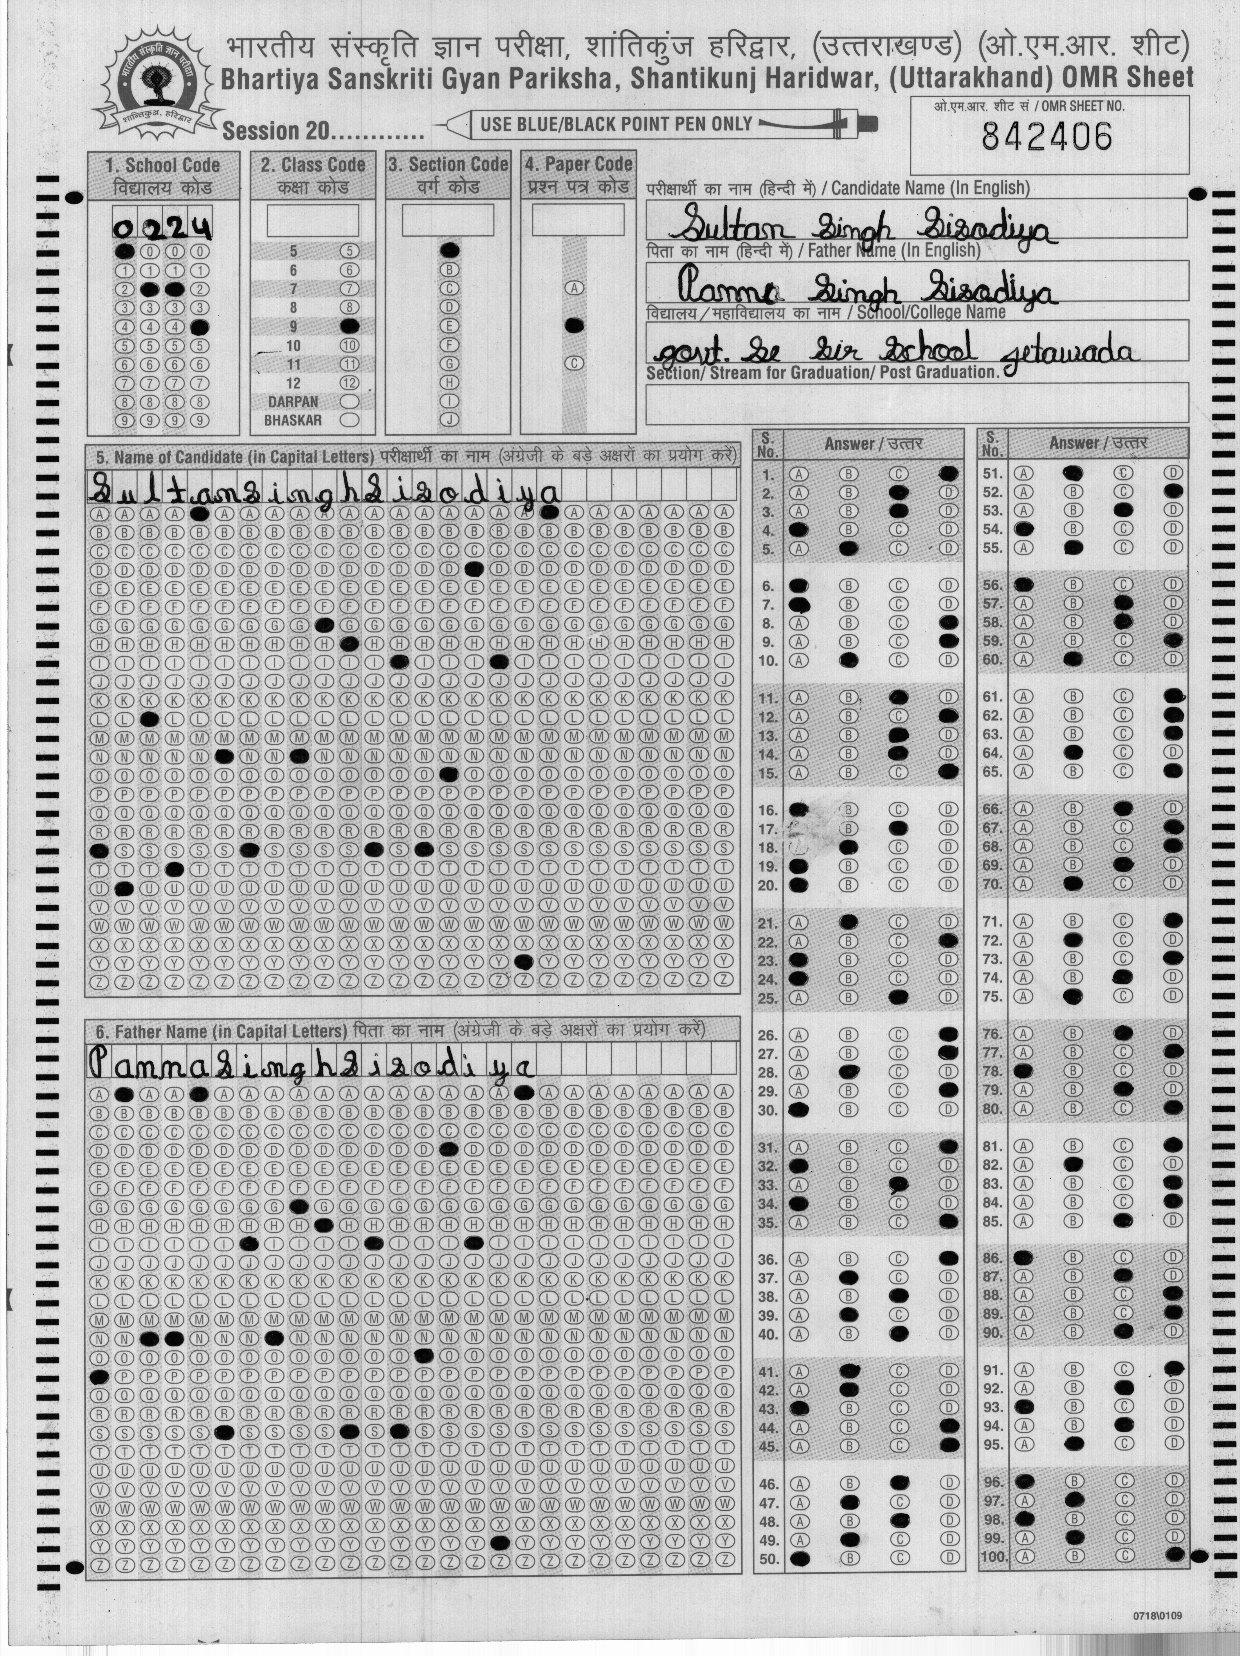 भारतीय संस्कृति ज्ञान परीक्षा, शांतिकुंज हरिद्वार, (उत्तराखण्ड) (ओ.एम.आर. शीट)
Bhartiya Sanskriti Gyan Pariksha, Shantikunj Haridwar, (Uttarakhand) OMR Sheet
Session 20............ USE BLUE/BLACK POINT PEN ONLY
ओ.एम.आर. शीट सं / OMR SHEET NO.
842406
1. School Code
विद्यालय कोड
0224
2. Class Code
कक्षा कोड
5
6
7
8
9
10
11
12
DARPAN
BHASKAR
3. Section Code
वर्ग कोड
4. Paper Code
प्रश्न पत्र कोड
परीक्षार्थी का नाम (हिन्दी में) / Candidate Name (In English)
Sultan Singh Sisodiya
पिता का नाम (हिन्दी में) / Father Name (In English)
Panna Singh Sisodiya
विद्यालय/महाविद्यालय का नाम / School/College Name
govt. Se Sir School jetawada
Section/ Stream for Graduation/ Post Graduation.
5. Name of Candidate (in Capital Letters) परीक्षार्थी का नाम (अंग्रेजी के बड़े अक्षरों का प्रयोग करें)
SultanSinghSisodiya
6. Father Name (in Capital Letters) पिता का नाम (अंग्रेजी के बड़े अक्षरों का प्रयोग करें)
PannaSinghSisodiya
S. No. Answer / उत्तर
S. No. Answer / उत्तर
0718\0109